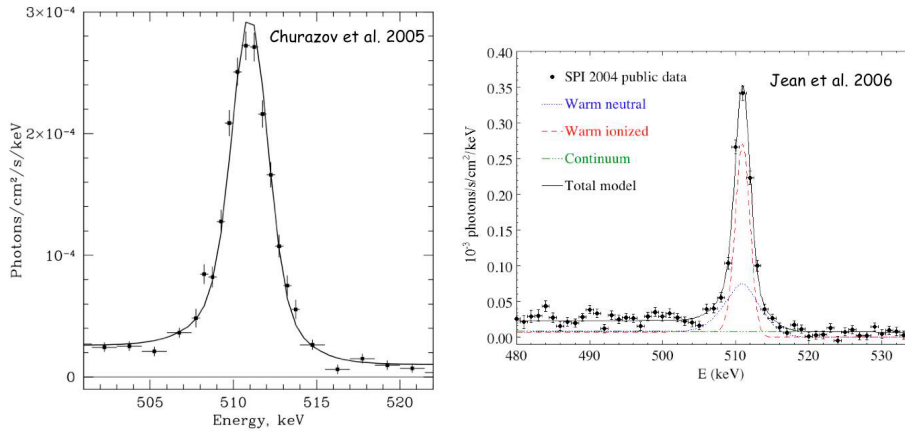 Churazov et al. 2005
3×10⁻⁴
2×10⁻⁴
10⁻⁴
0
Photons/cm²/s/keV
505
510
515
520
Energy, keV
Jean et al. 2006
SPI 2004 public data
Warm neutral
Warm ionized
Continuum
Total model
0.40
0.35
0.30
0.25
0.20
0.15
0.10
0.05
0.00
10⁻³ photons/s/cm²/keV
480
490
500
510
520
530
E (keV)